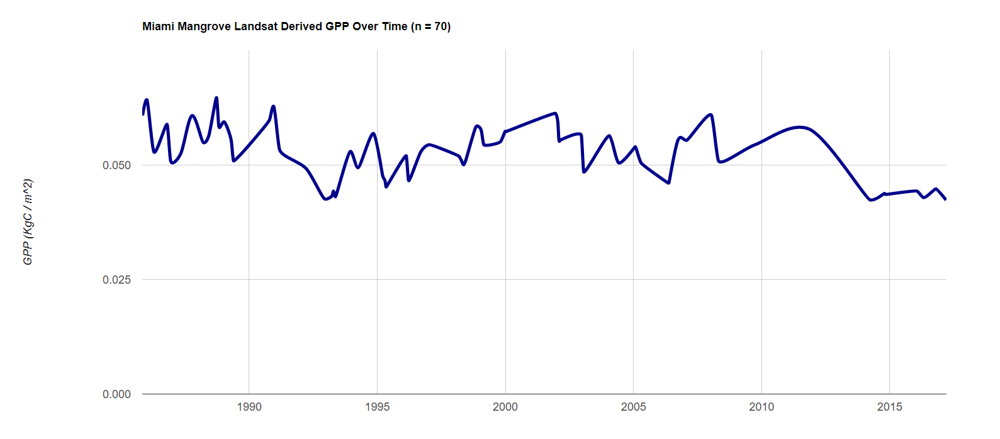 Miami Mangrove Landsat Derived GPP Over Time (n = 70)
GPP (KgC / m^2)
0.050
0.025
0.000
1990 1995 2000 2005 2010 2015